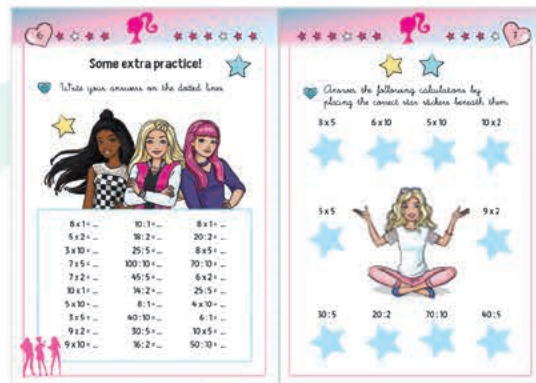 6
Some extra practice!
Write your answers on the dotted lines
8 x 1 = ... 10 : 1 = ... 8 x 1 = ...
5 x 2 = ... 18 : 2 = ... 20 : 2 = ...
3 x 10 = ... 25 : 5 = ... 8 x 5 = ...
7 x 5 = ... 100 : 10 = ... 70 : 10 = ...
7 x 2 = ... 45 : 5 = ... 6 x 2 = ...
10 x 1 = ... 14 : 2 = ... 25 : 5 = ...
5 x 10 = ... 8 : 1 = ... 4 x 10 = ...
3 x 5 = ... 40 : 10 = ... 6 : 1 = ...
9 x 2 = ... 30 : 5 = ... 10 x 5 = ...
9 x 10 = ... 16 : 2 = ... 50 : 10 = ...
7
Answer the following calculations by
placing the correct star stickers beneath them
8 x 5 6 x 10 5 x 10 10 x 2
5 x 5 9 x 2
30 : 5 20 : 2 70 : 10 40 : 5